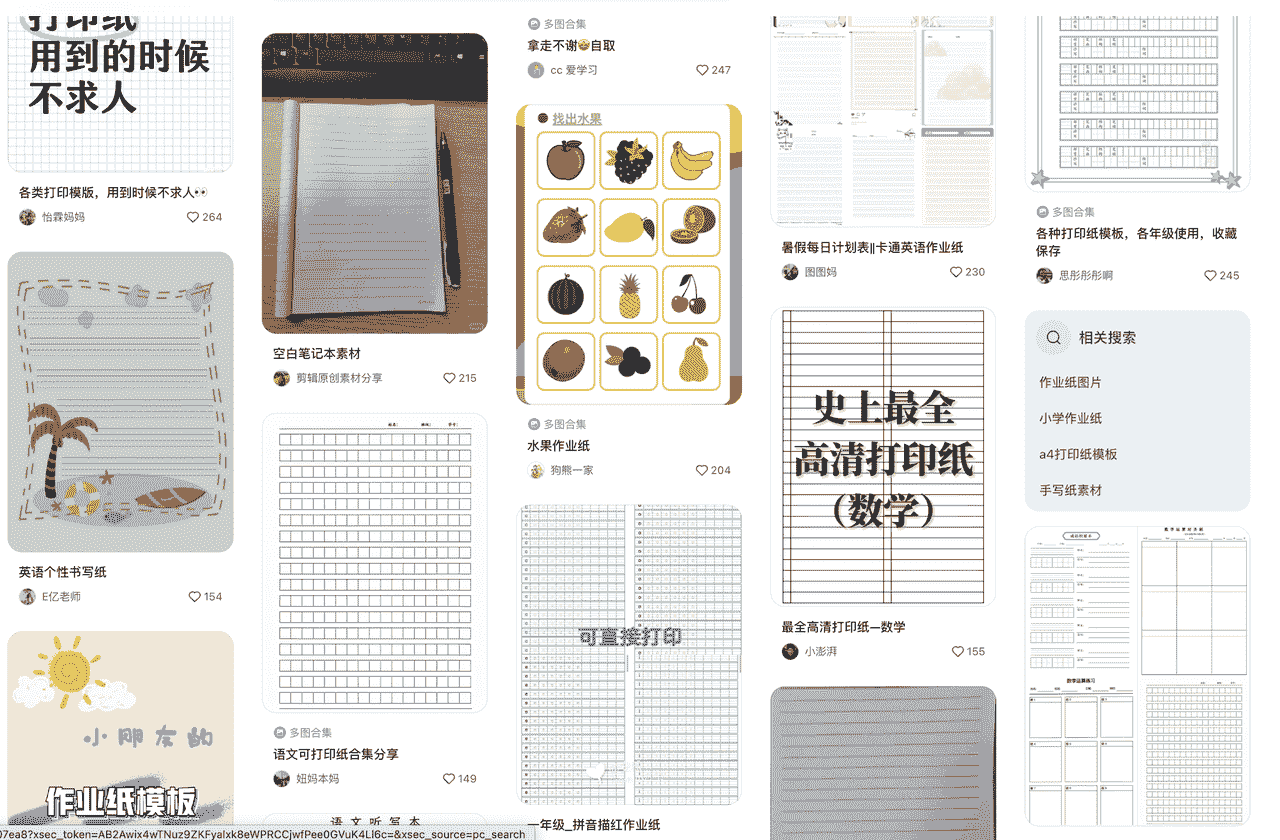 打印纸
用到的时候
不求人
各类打印模版，用到时候不求人👀
怡霖妈妈
264
英语个性书写纸
E亿老师
154
小朋友的
作业纸模板
空白笔记本素材
剪辑原创素材分享
215
多图合集
语文可打印纸合集分享
妞妈本妈
149
语文听写本
多图合集
拿走不谢🤩自取
cc 爱学习
247
找出水果
多图合集
水果作业纸
狗熊一家
204
可直接打印
一年级_拼音描红作业纸
暑假每日计划表||卡通英语作业纸
图图妈
230
史上最全
高清打印纸
（数学）
最全高清打印纸—数学
小澎湃
155
多图合集
各种打印纸模板，各年级使用，收藏
保存
思彤彤彤啊
245
相关搜索
作业纸图片
小学作业纸
a4打印纸模板
手写纸素材
数学运算练习
07ea8?xsec_token=AB2Awix4wTNuz9ZKFyalxk8eWPRCCjwfPee0GVuK4LI6c=&xsec_source=pc_search